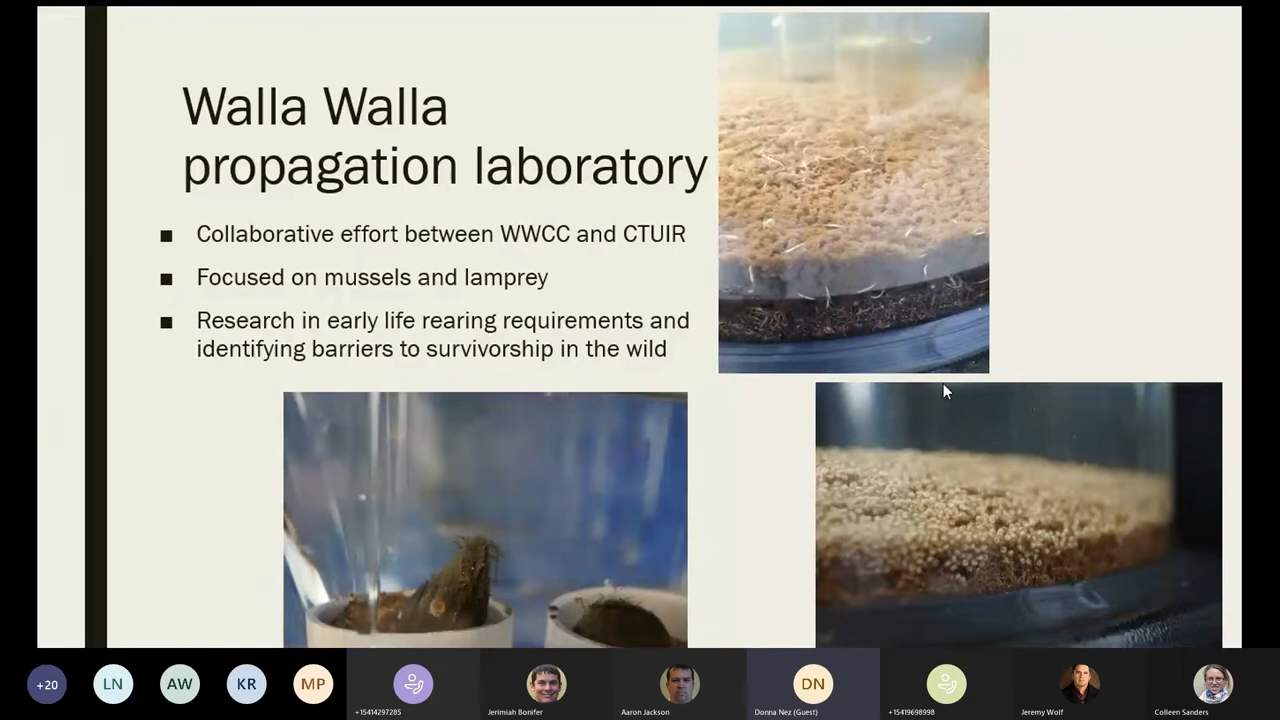 Walla Walla
propagation laboratory
■ Collaborative effort between WWCC and CTUIR
■ Focused on mussels and lamprey
■ Research in early life rearing requirements and
identifying barriers to survivorship in the wild
+20
LN
AW
KR
MP
+15414297285
Jerimiah Bonifer
Aaron Jackson
DN
Donna Nez (Guest)
+15419698998
Jeremy Wolf
Colleen Sanders